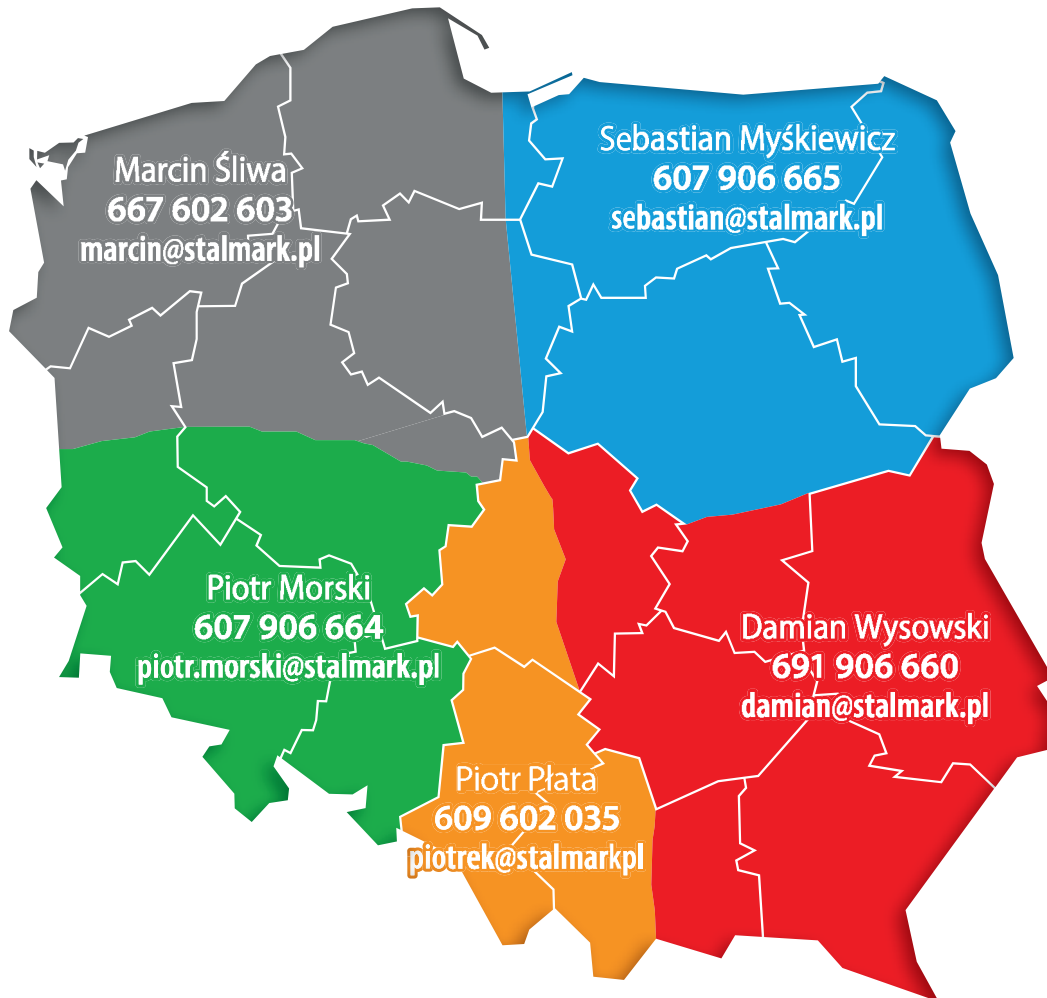 Marcin Śliwa
667 602 603
marcin@stalmark.pl
Sebastian Myśkiewicz
607 906 665
sebastian@stalmark.pl
Piotr Morski
607 906 664
piotr.morski@stalmark.pl
Damian Wysowski
691 906 660
damian@stalmark.pl
Piotr Płata
609 602 035
piotrek@stalmarkpl